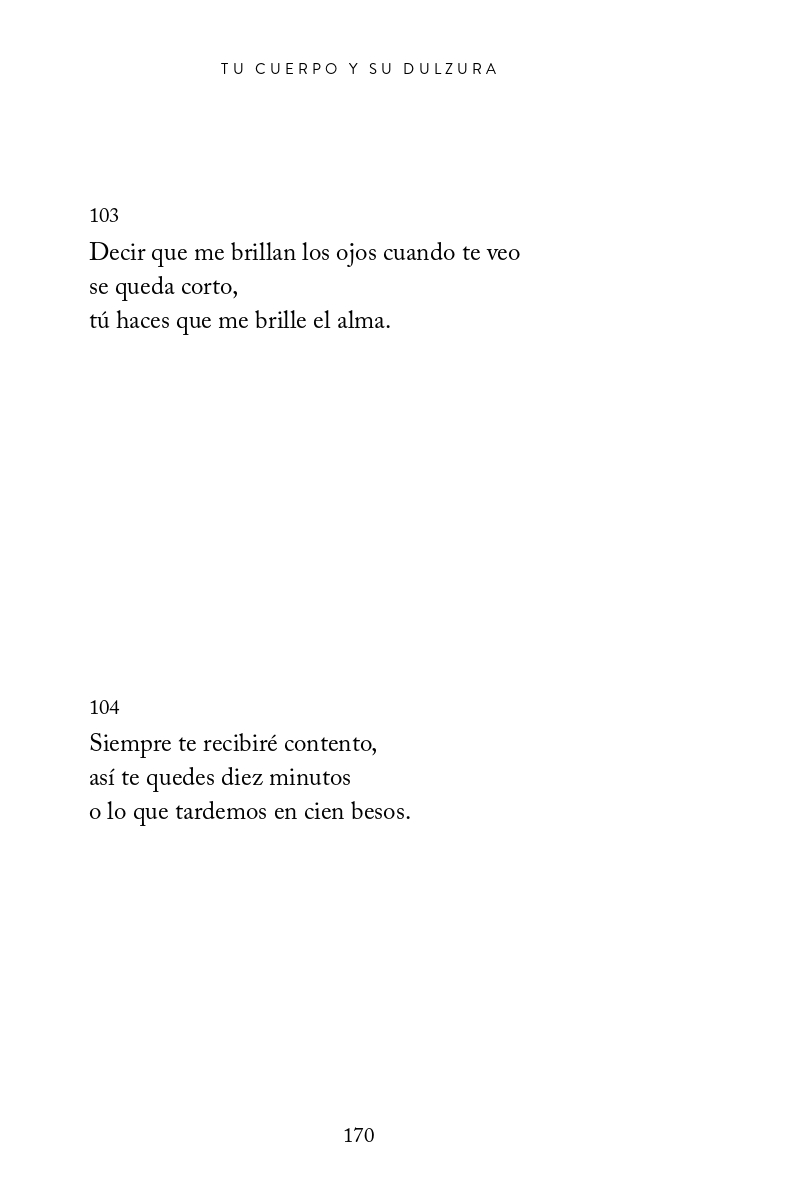 TU CUERPO Y SU DULZURA
103
Decir que me brillan los ojos cuando te veo
se queda corto,
tú haces que me brille el alma.
104
Siempre te recibiré contento,
así te quedes diez minutos
o lo que tardemos en cien besos.
170